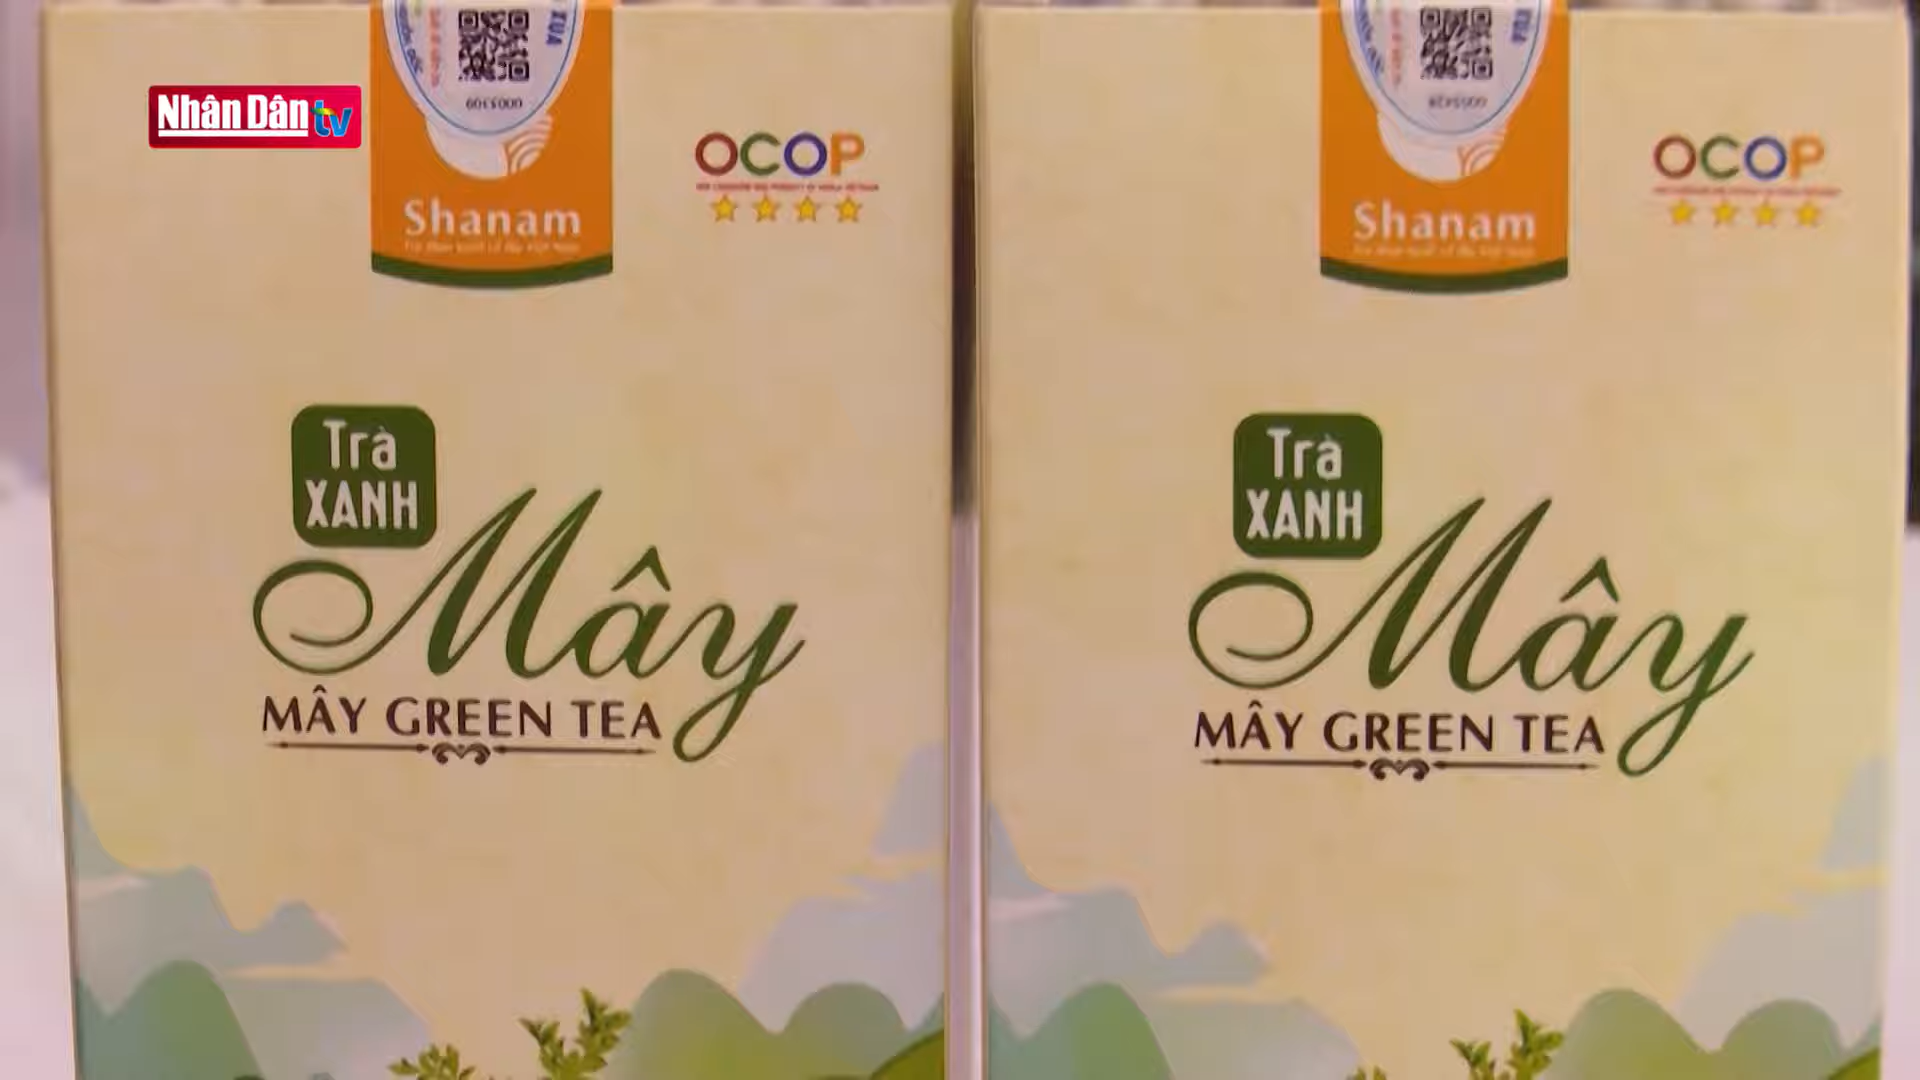 Nhân Dân tv
0003309
Shanam
OCOP
Trà
XANH
Mây
MÂY GREEN TEA
Shanam
OCOP
Trà
XANH
Mây
MÂY GREEN TEA